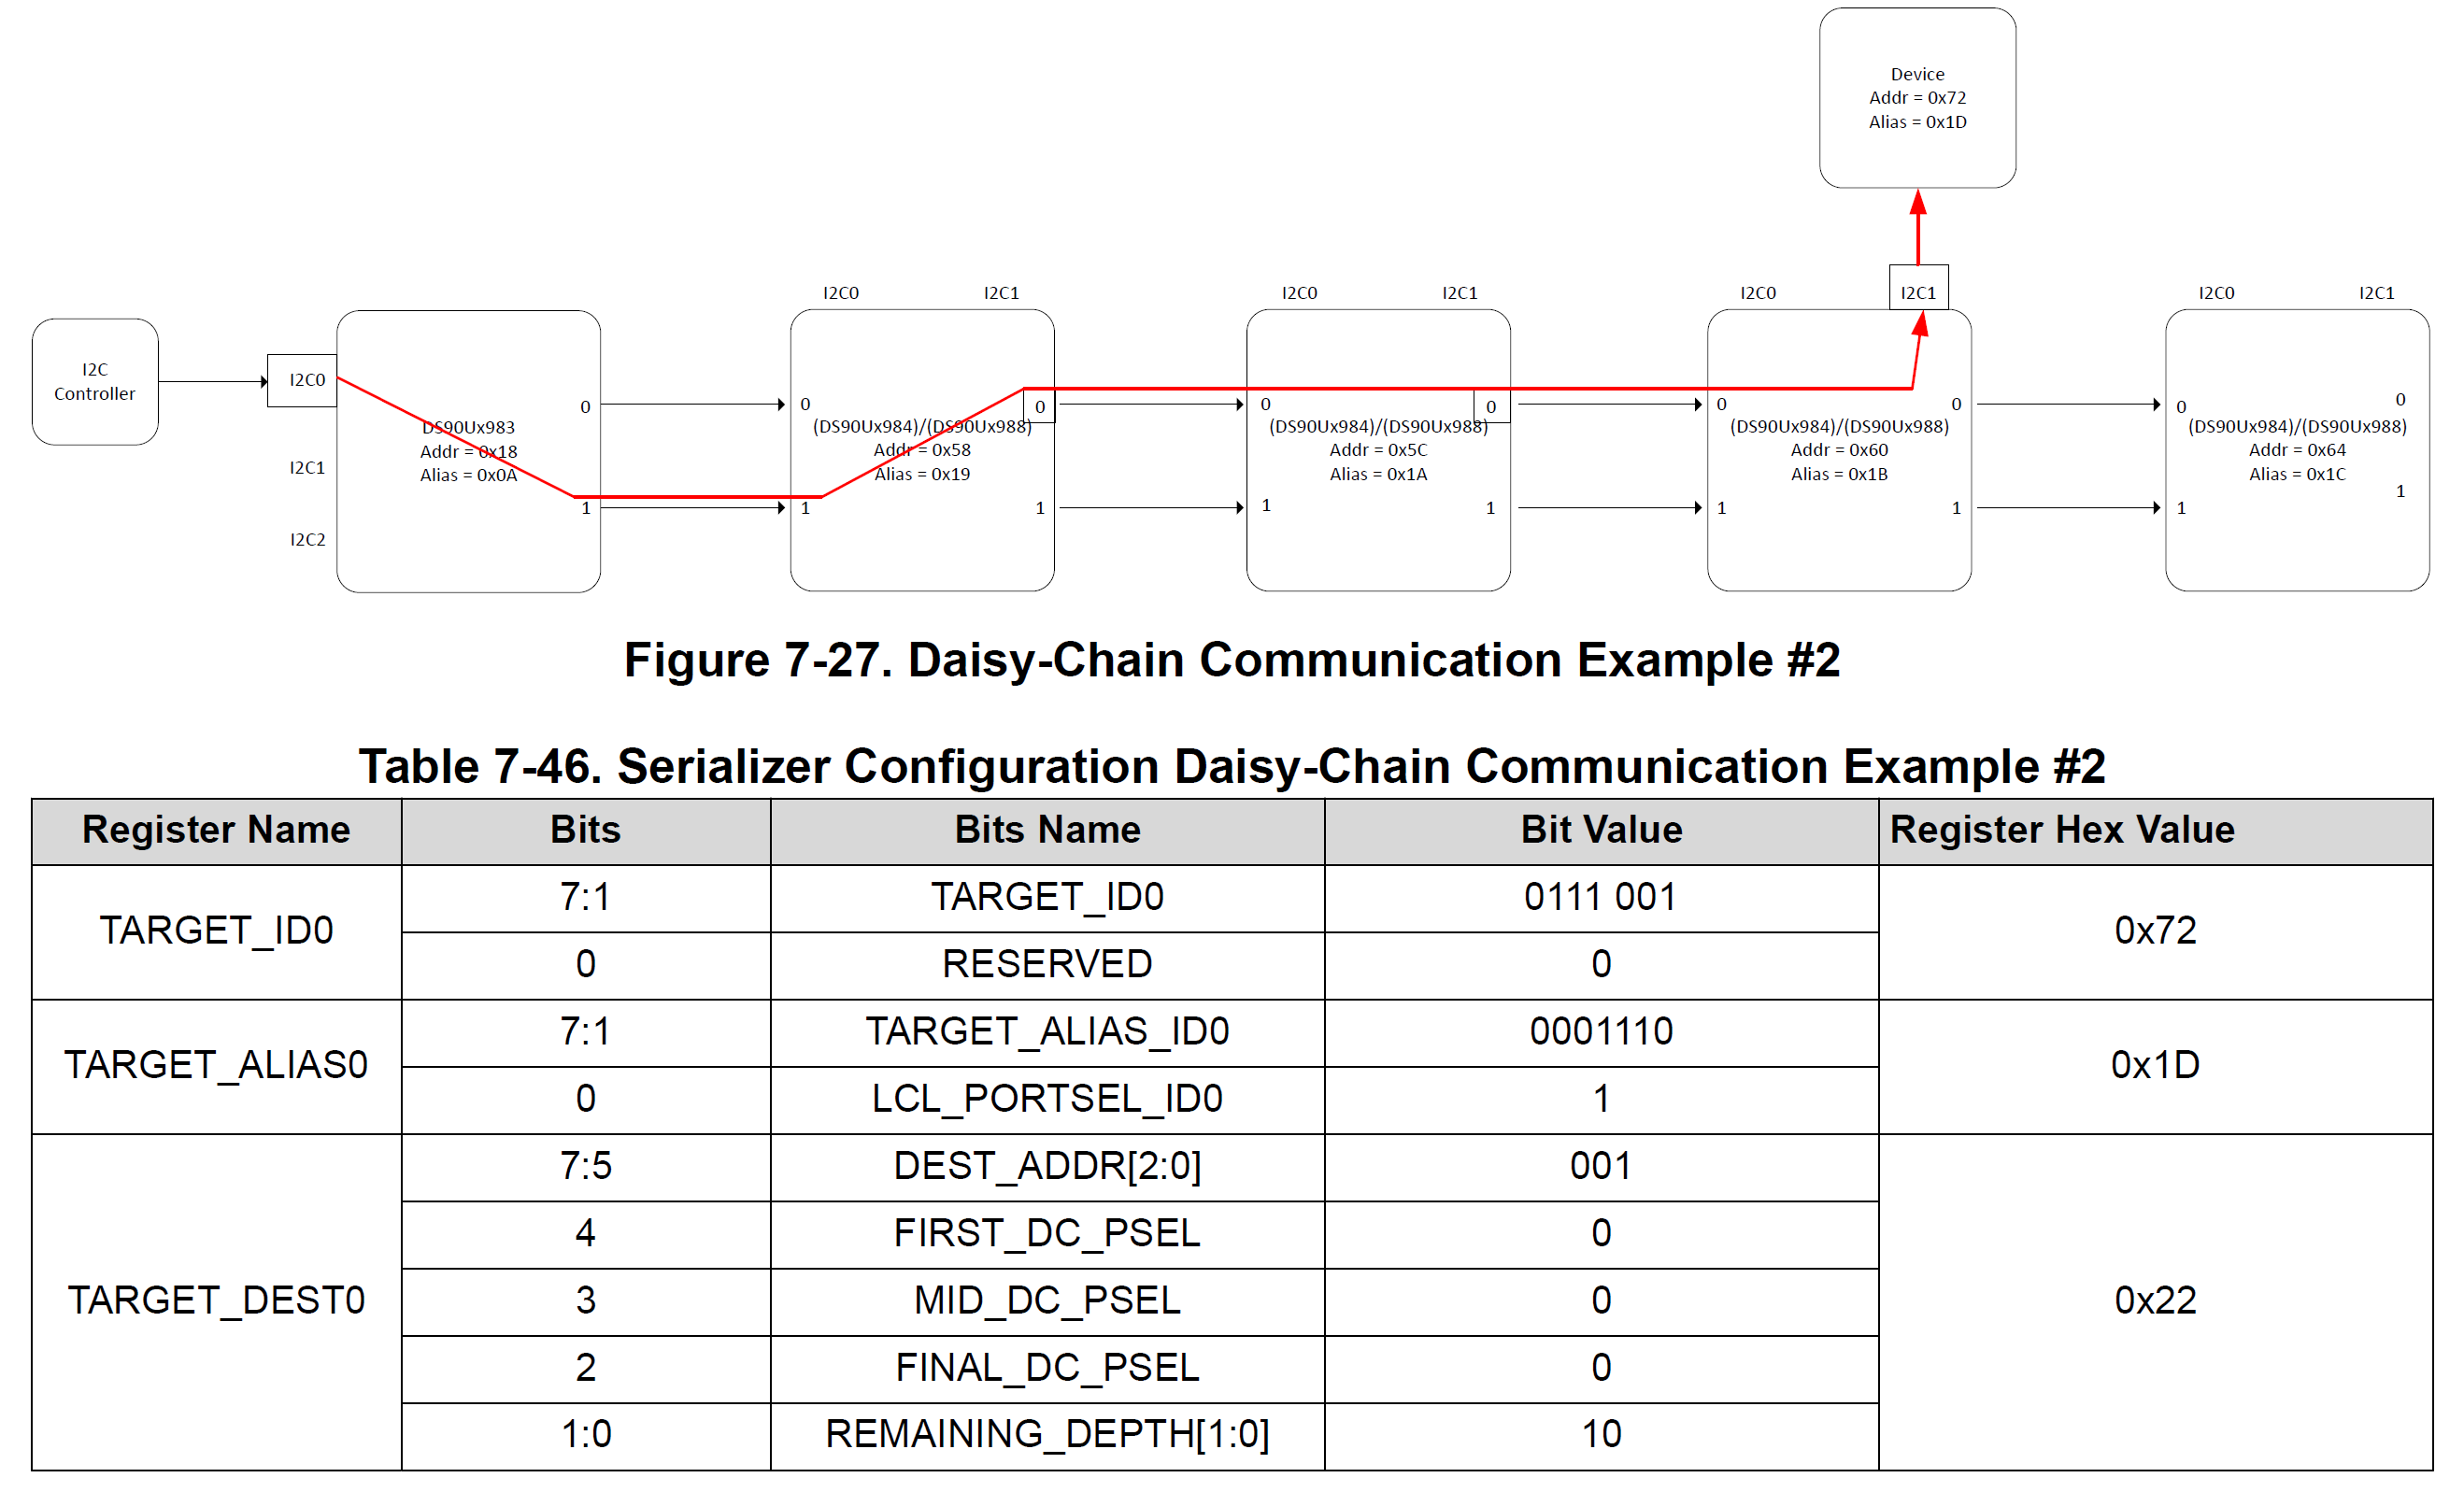 Device
Addr = 0x72
Alias = 0x1D
I2C0 I2C1
I2C0 I2C1
I2C0 I2C1
I2C0 I2C1
I2C
Controller
I2C0
I2C1
I2C2
DS90Ux983
Addr = 0x18
Alias = 0x0A
0
1
0
1
(DS90Ux984)/(DS90Ux988)
Addr = 0x58
Alias = 0x19
0
1
0
1
(DS90Ux984)/(DS90Ux988)
Addr = 0x5C
Alias = 0x1A
0
1
0
1
(DS90Ux984)/(DS90Ux988)
Addr = 0x60
Alias = 0x1B
0
1
0
1
(DS90Ux984)/(DS90Ux988)
Addr = 0x64
Alias = 0x1C
0
1
Figure 7-27. Daisy-Chain Communication Example #2
Table 7-46. Serializer Configuration Daisy-Chain Communication Example #2
Register Name Bits Bits Name Bit Value Register Hex Value
TARGET_ID0 7:1 TARGET_ID0 0111 001 0x72
0 RESERVED 0
TARGET_ALIAS0 7:1 TARGET_ALIAS_ID0 0001110 0x1D
0 LCL_PORTSEL_ID0 1
TARGET_DEST0 7:5 DEST_ADDR[2:0] 001 0x22
4 FIRST_DC_PSEL 0
3 MID_DC_PSEL 0
2 FINAL_DC_PSEL 0
1:0 REMAINING_DEPTH[1:0] 10